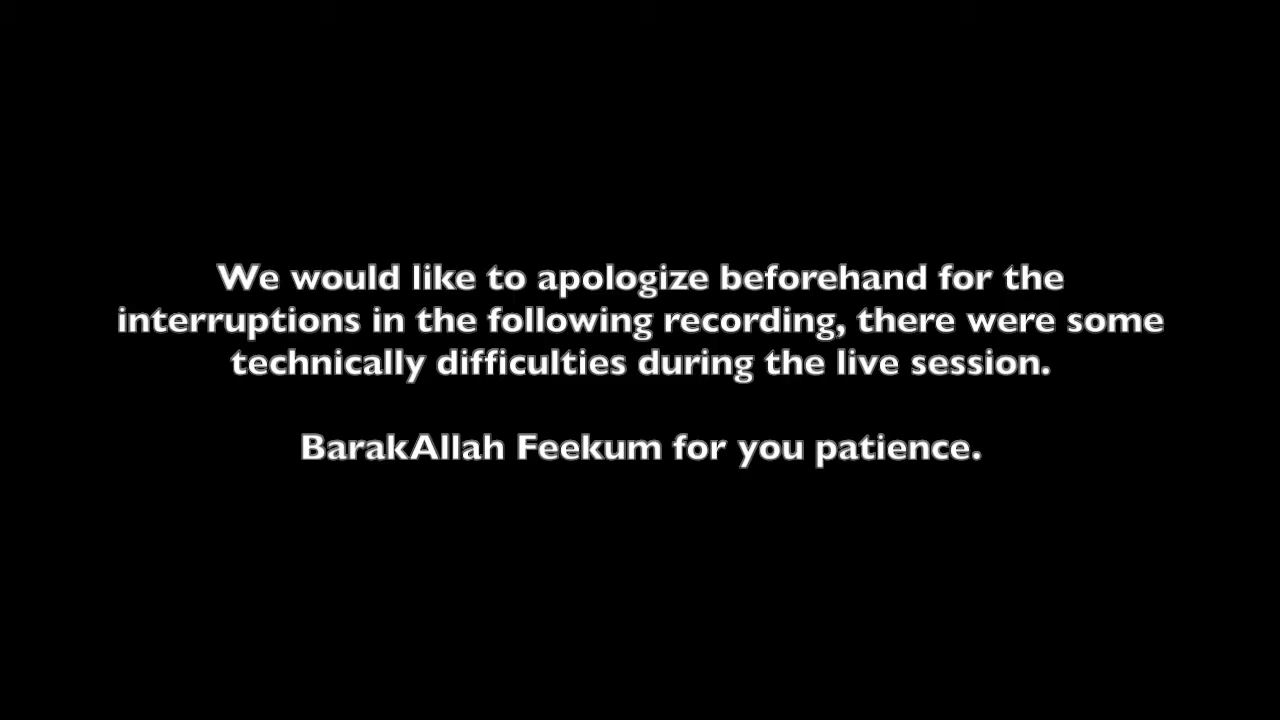 We would like to apologize beforehand for the
interruptions in the following recording, there were some
technically difficulties during the live session.
BarakAllah Feekum for you patience.